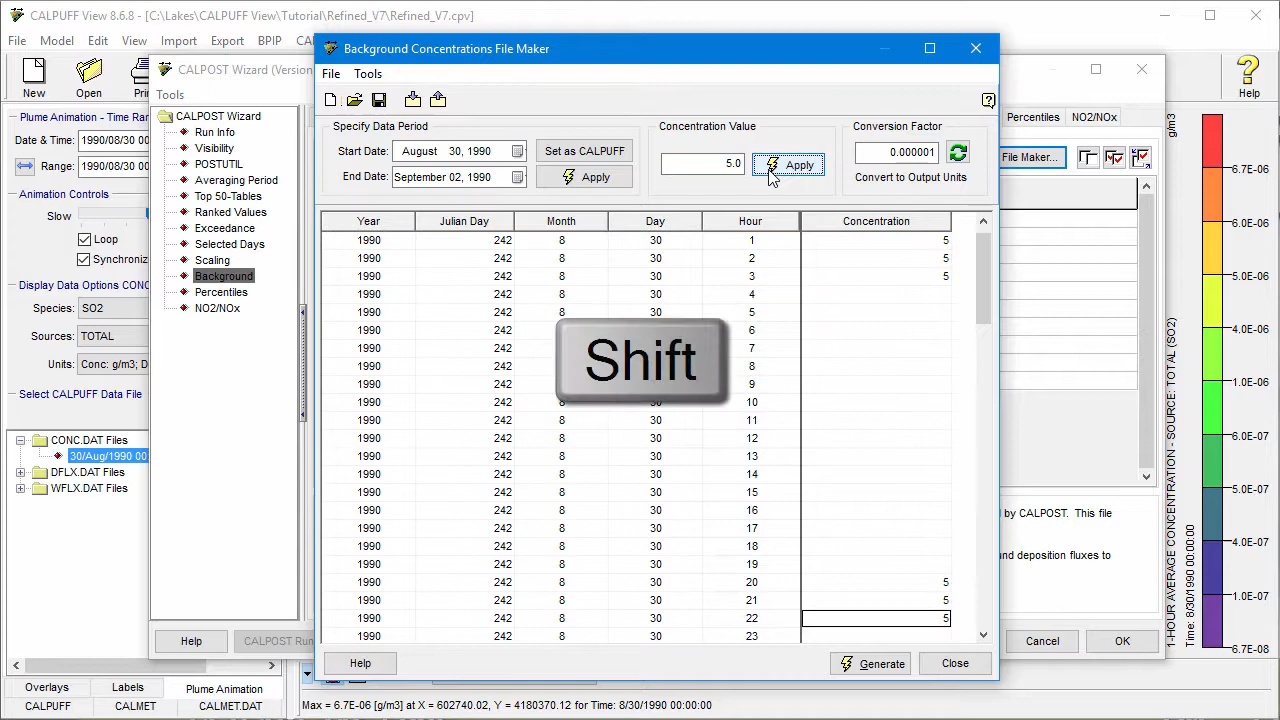 CALPUFF View 8.6.8 - [C:\Lakes\CALPUFF View\Tutorial\Refined_V7\Refined_V7.cpv]
File Model Edit View Import Export BPIP
New Open Help
Plume Animation - Time Ran
Date & Time: 1990/08/30 00:00
Range: 1990/08/30 00:00
Animation Controls
Slow
Loop
Synchroniz
Display Data Options CONC
Species: SO2
Sources: TOTAL
Units: Conc: g/m3; D
Select CALPUFF Data File
CONC.DAT Files
30/Aug/1990 00:
DFLX.DAT Files
WFLX.DAT Files
Overlays Labels Plume Animation
CALPUFF CALMET CALMET.DAT
CALPOST Wizard (Version
Tools
CALPOST Wizard
Run Info
Visibility
POSTUTIL
Averaging Period
Top 50-Tables
Ranked Values
Exceedance
Selected Days
Scaling
Background
Percentiles
NO2/NOx
Help CALPOST Run
Background Concentrations File Maker
File Tools
Specify Data Period
Start Date: August 30, 1990 Set as CALPUFF
End Date: September 02, 1990 Apply
Concentration Value
5.0 Apply
Conversion Factor
0.000001
Convert to Output Units
Year Julian Day Month Day Hour Concentration
1990 242 8 30 1 5
1990 242 8 30 2 5
1990 242 8 30 3 5
1990 242 8 30 4
1990 242 8 30 5
1990 242 6
1990 242 7
1990 242 8
1990 242 9
1990 242 8 30 10
1990 242 8 30 11
1990 242 8 30 12
1990 242 8 30 13
1990 242 8 30 14
1990 242 8 30 15
1990 242 8 30 16
1990 242 8 30 17
1990 242 8 30 18
1990 242 8 30 19
1990 242 8 30 20 5
1990 242 8 30 21 5
1990 242 8 30 22 5
1990 242 8 30 23
Shift
Help Generate Close
Percentiles NO2/NOx
File Maker...
by CALPOST. This file
and deposition fluxes to
Cancel OK
Max = 6.7E-06 [g/m3] at X = 602740.02, Y = 4180370.12 for Time: 8/30/1990 00:00:00
g/m3
6.7E-06
6.0E-06
5.0E-06
4.0E-06
1.0E-06
6.0E-07
5.0E-07
4.0E-07
1.0E-07
6.7E-08
1-HOUR AVERAGE CONCENTRATION - SOURCE: TOTAL (SO2)
Time: 8/30/1990 00:00:00